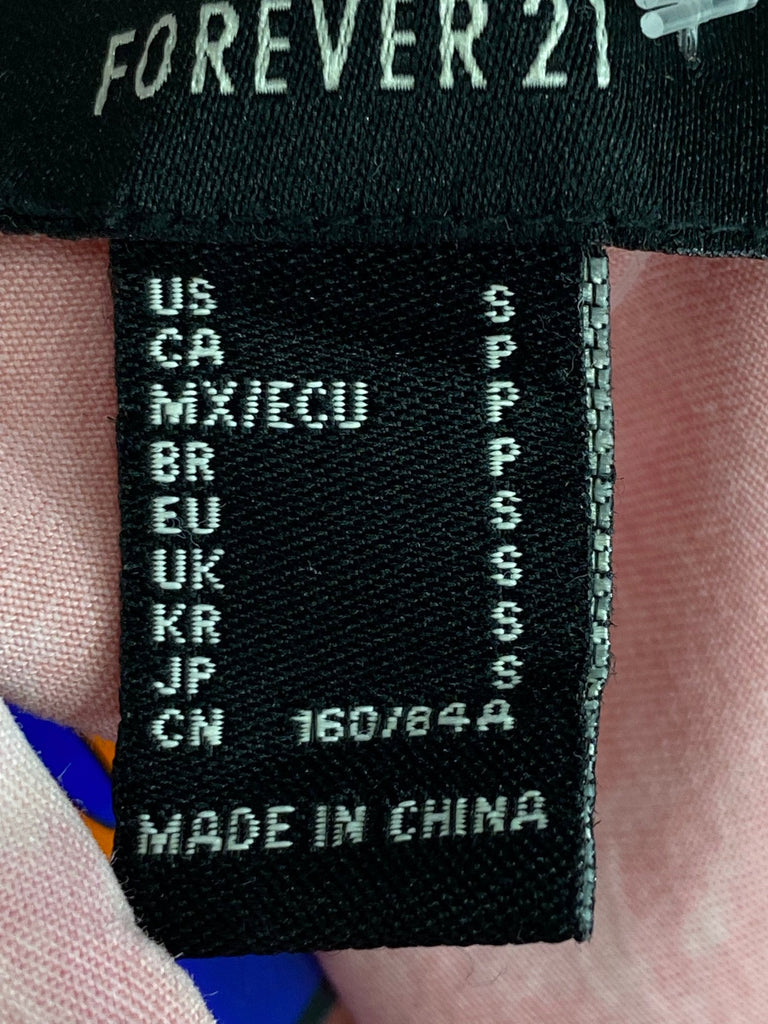 FOREVER 21
US S
CA P
MX/ECU P
BR P
EU S
UK S
KR S
JP S
CN 160/84A
MADE IN CHINA